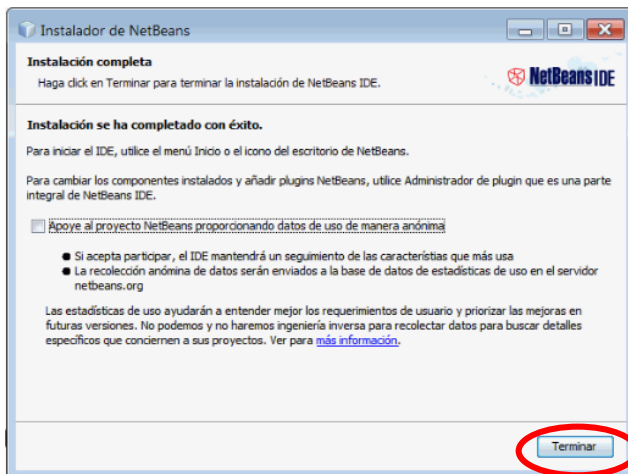 Instalador de NetBeans
Instalación completa
Haga click en Terminar para terminar la instalación de NetBeans IDE.
NetBeans IDE
Instalación se ha completado con éxito.
Para iniciar el IDE, utilice el menú Inicio o el icono del escritorio de NetBeans.
Para cambiar los componentes instalados y añadir plugins NetBeans, utilice Administrador de plugin que es una parte
integral de NetBeans IDE.
Apoye al proyecto NetBeans proporcionando datos de uso de manera anónima
● Si acepta participar, el IDE mantendrá un seguimiento de las característias que más usa
● La recolección anómina de datos serán enviados a la base de datos de estadísticas de uso en el servidor
netbeans.org
Las estadísticas de uso ayudarán a entender mejor los requerimientos de usuario y priorizar las mejoras en
futuras versiones. No podemos y no haremos ingeniería inversa para recolectar datos para buscar detalles
específicos que conciernen a sus proyectos. Ver para más información.
Terminar